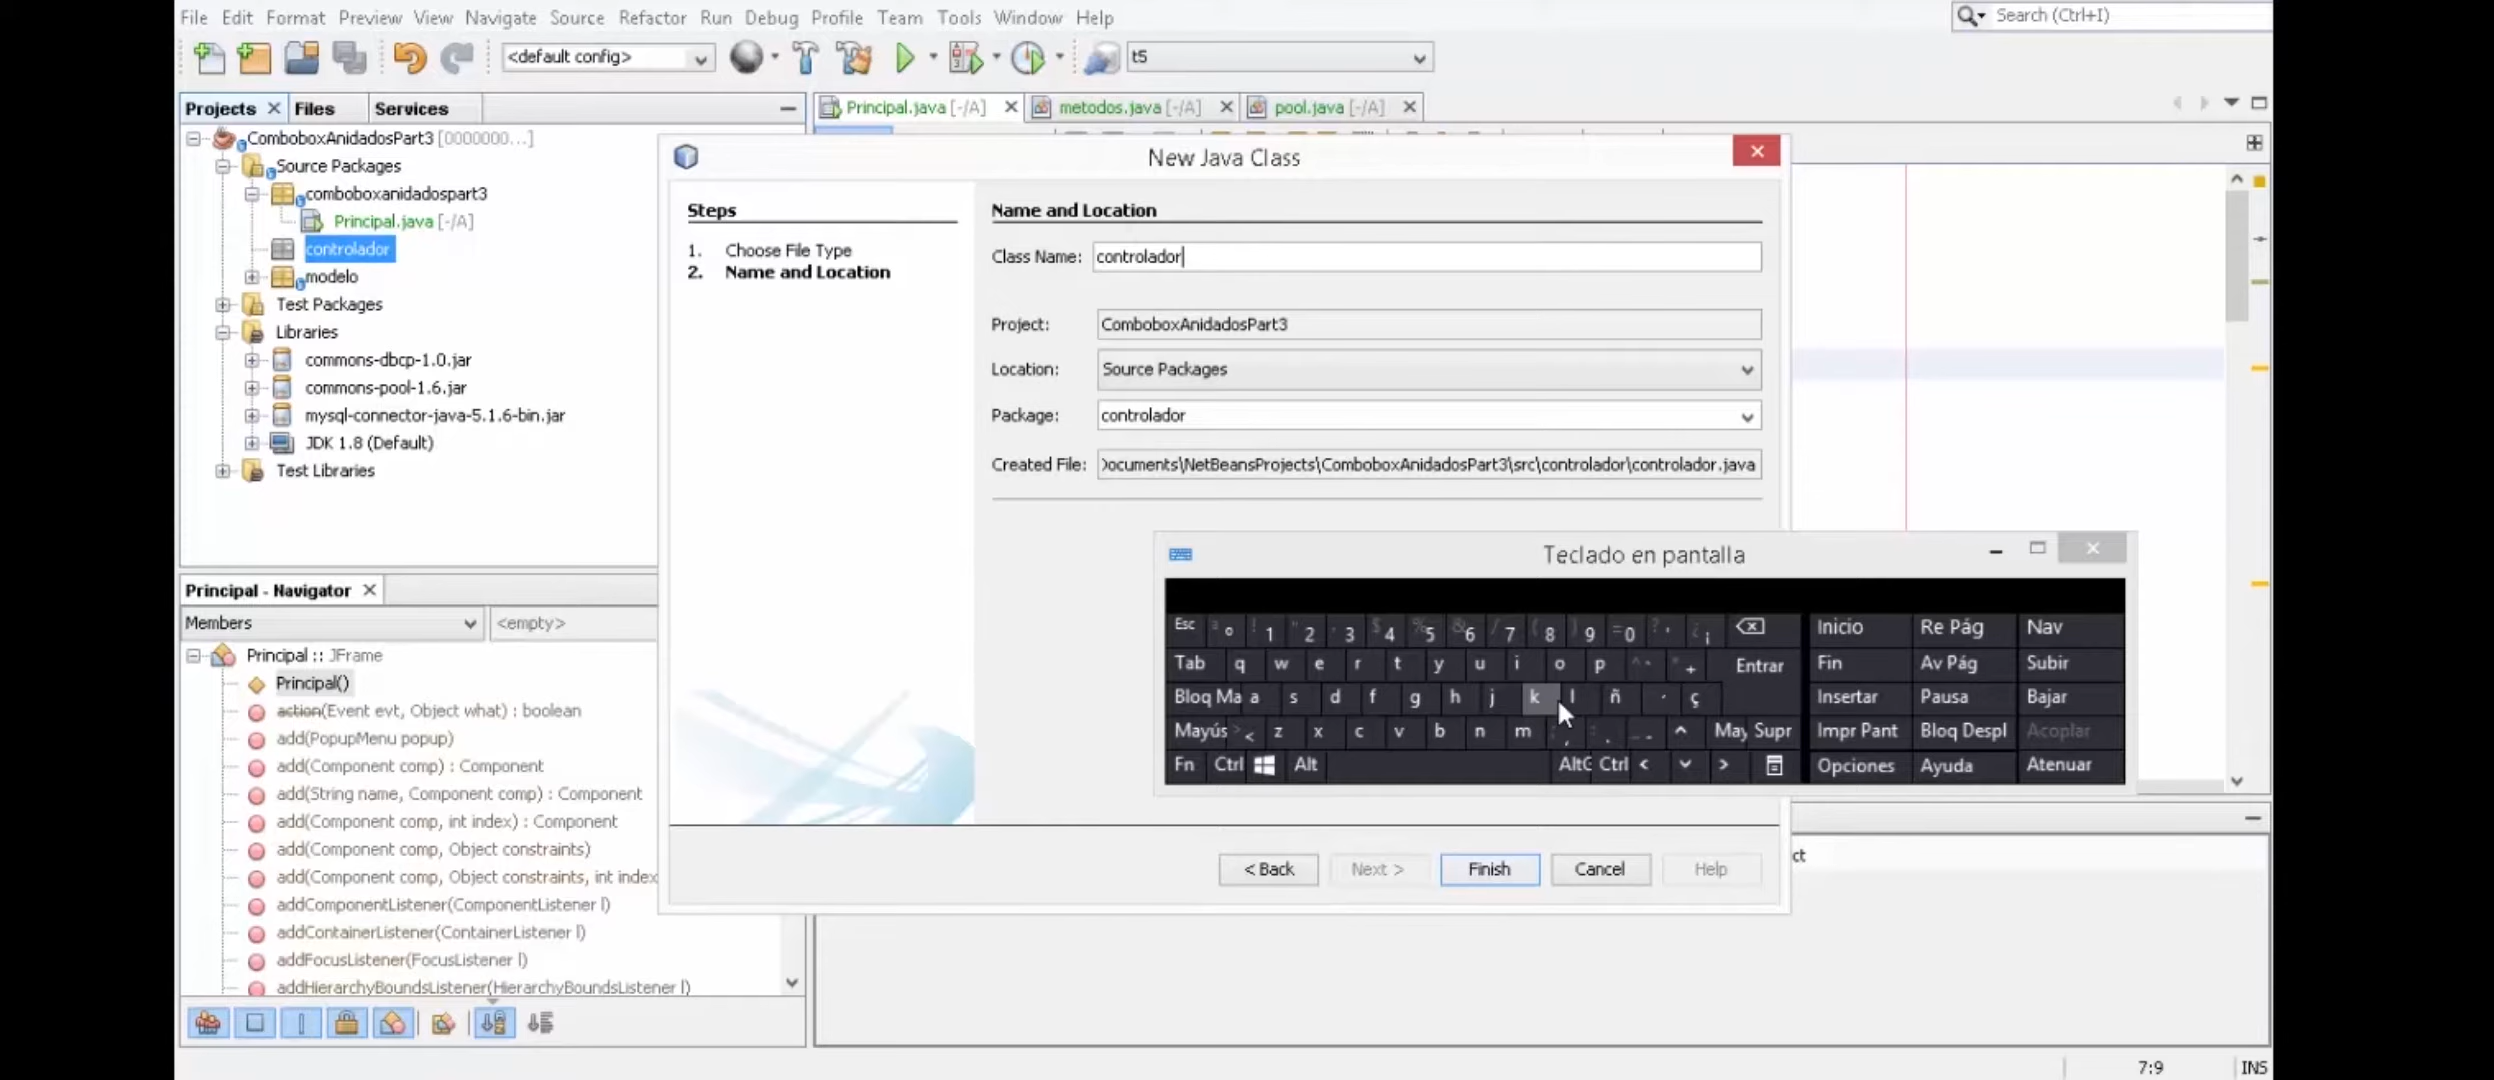 File Edit Format Preview View Navigate Source Refactor Run Debug Profile Team Tools Window Help
Search (Ctrl+I)
<default config>
t5
Projects Files Services
Principal.java [-/A] metodos.java [-/A] pool.java [-/A]
ComboboxAnidadosPart3 [0000000...]
Source Packages
comboboxanidadospart3
Principal.java [-/A]
controlador
modelo
Test Packages
Libraries
commons-dbcp-1.0.jar
commons-pool-1.6.jar
mysql-connector-java-5.1.6-bin.jar
JDK 1.8 (Default)
Test Libraries
New Java Class
Steps
1. Choose File Type
2. Name and Location
Name and Location
Class Name: controlador
Project: ComboboxAnidadosPart3
Location: Source Packages
Package: controlador
Created File: Documents\NetBeansProjects\ComboboxAnidadosPart3\src\controlador\controlador.java
< Back Next > Finish Cancel Help
Teclado en pantalla
Esc 1 2 3 4 5 6 7 8 9 0 Inicio Re Pág Nav
Tab q w e r t y u i o p + Entrar Fin Av Pág Subir
Bloq Ma a s d f g h j k l ñ ç Insertar Pausa Bajar
Mayús < z x c v b n m , . - ^ May Supr Impr Pant Bloq Despl Acoplar
Fn Ctrl Alt AltG Ctrl < > Opciones Ayuda Atenuar
Principal - Navigator
Members
<empty>
Principal :: JFrame
Principal()
action(Event evt, Object what) : boolean
add(PopupMenu popup)
add(Component comp) : Component
add(String name, Component comp) : Component
add(Component comp, int index) : Component
add(Component comp, Object constraints)
add(Component comp, Object constraints, int index
addComponentListener(ComponentListener l)
addContainerListener(ContainerListener l)
addFocusListener(FocusListener l)
addHierarchyBoundsListener(HierarchyBoundsListener l)
ct
7:9
INS